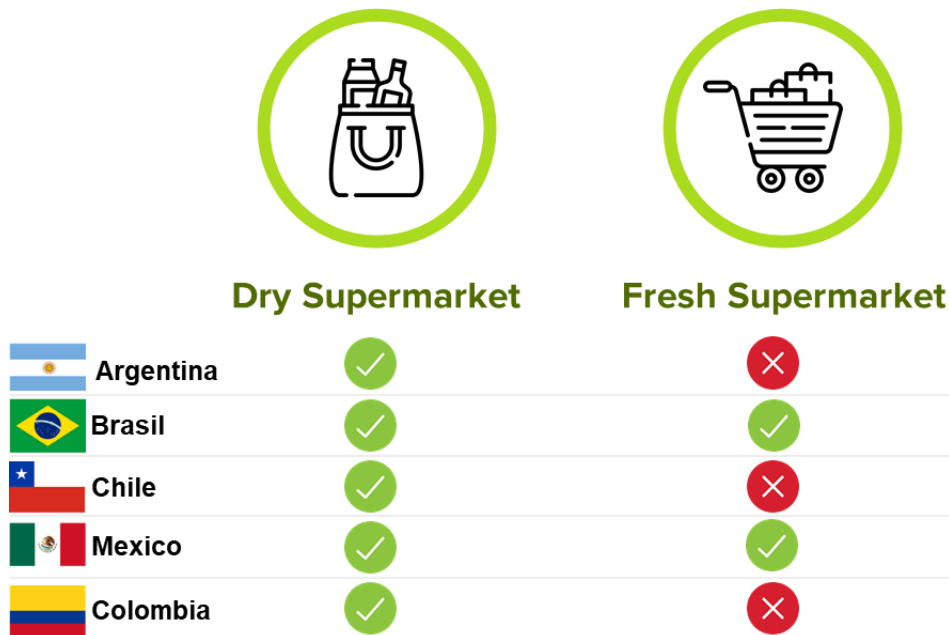 Dry Supermarket
Fresh Supermarket
Argentina
Brasil
Chile
Mexico
Colombia